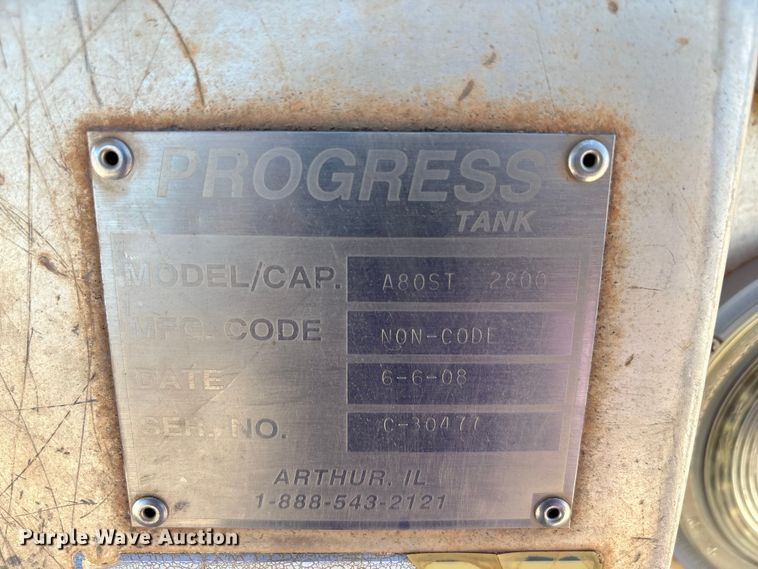 PROGRESS
TANK
MODEL/CAP. A80ST 2800
MFG. CODE NON-CODE
DATE 6-6-08
SER. NO. C-30477
ARTHUR, IL
1-888-543-2121
Purple Wave Auction